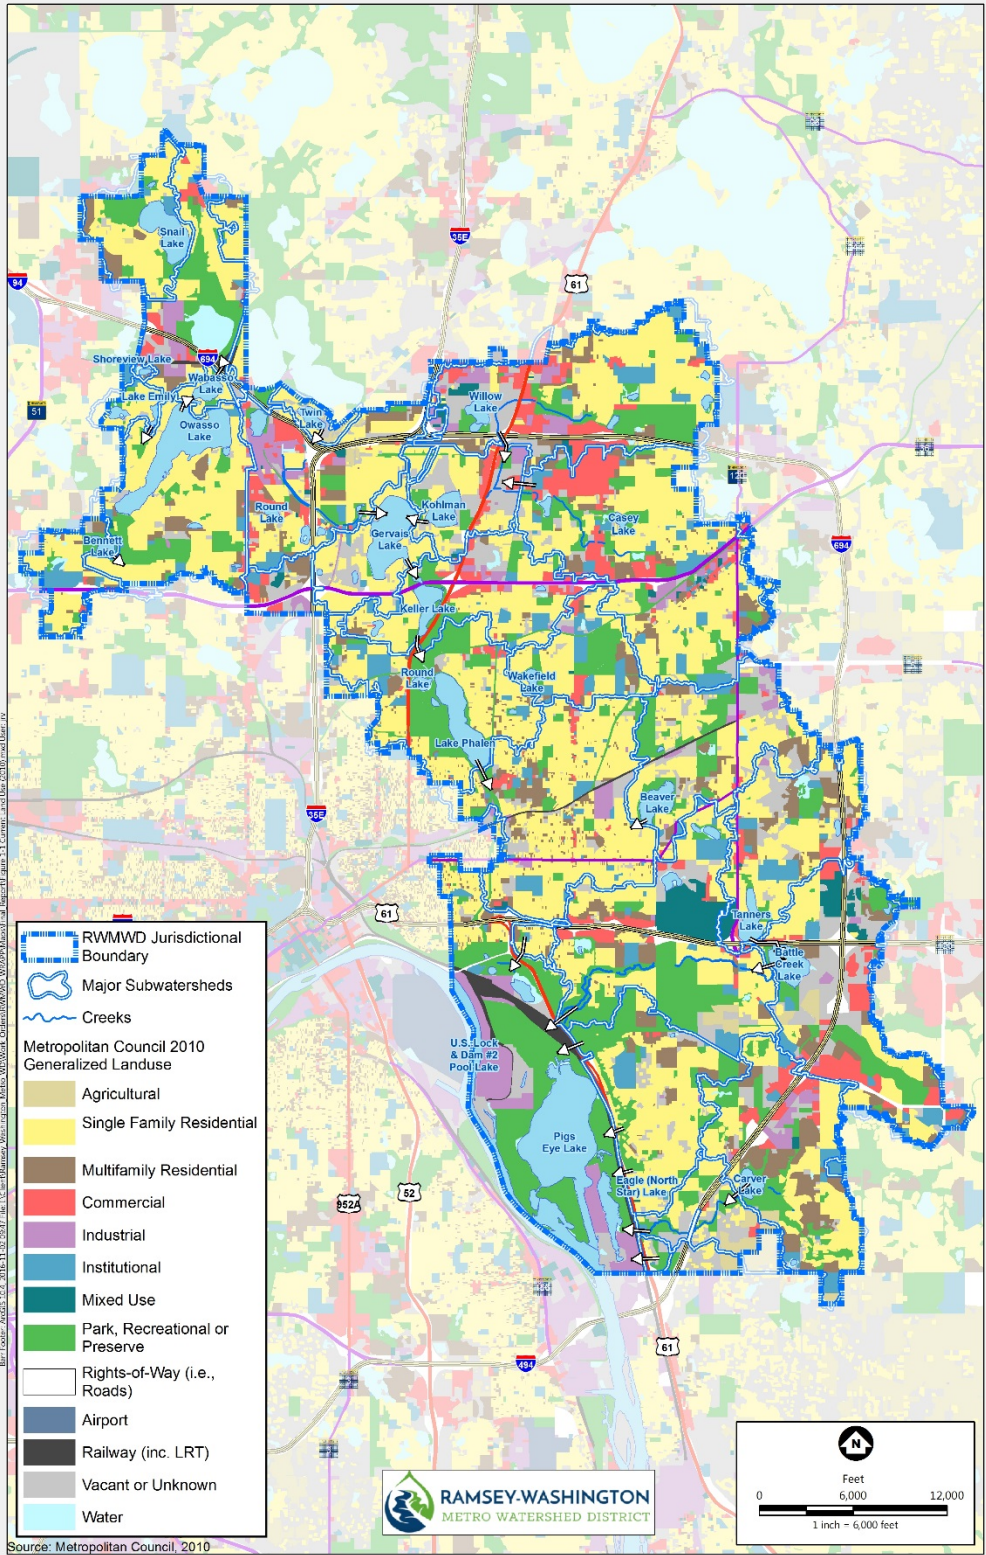 35E
61
94
Snail
Lake
Shoreview Lake
694
Wabasso
Lake
Lake Emily
51
Owasso
Lake
Twin
Lake
Willow
Lake
120
Round
Lake
Kohlman
Lake
Gervais
Lake
Casey
Lake
Bennett
Lake
694
Keller Lake
Round
Lake
Wakefield
Lake
Lake Phalen
Beaver
Lake
35E
61
Tanners
Lake
Battle
Creek
Lake
U.S. Lock
& Dam #2
Pool Lake
Pigs
Eye Lake
Eagle (North
Star) Lake
Carver
Lake
52
952A
61
494
RWMWD Jurisdictional
Boundary
Major Subwatersheds
Creeks
Metropolitan Council 2010
Generalized Landuse
Agricultural
Single Family Residential
Multifamily Residential
Commercial
Industrial
Institutional
Mixed Use
Park, Recreational or
Preserve
Rights-of-Way (i.e.,
Roads)
Airport
Railway (inc. LRT)
Vacant or Unknown
Water
Source: Metropolitan Council, 2010
RAMSEY-WASHINGTON
METRO WATERSHED DISTRICT
N
Feet
0 6,000 12,000
1 inch = 6,000 feet